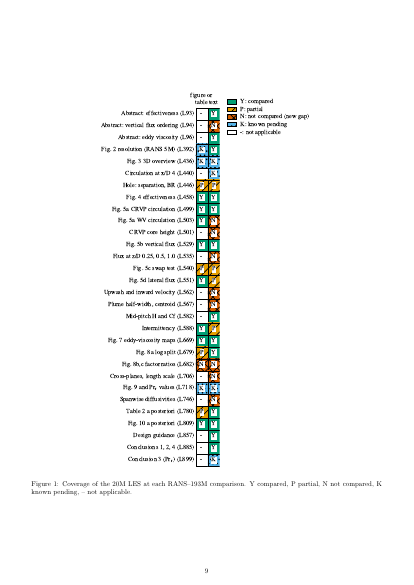 figure or
table text
Y: compared
P: partial
N: not compared (new gap)
K: known pending
-: not applicable
Abstract: effectiveness (L93) - Y
Abstract: vertical flux ordering (L94) - N
Abstract: eddy viscosity (L96) - Y
Fig. 2 resolution (RANS 5M) (L392) K N
Fig. 3 3D overview (L436) K K
Circulation at x/D 4 (L440) - K
Hole: separation, BR (L446) P P
Fig. 4 effectiveness (L458) Y Y
Fig. 5a CRVP circulation (L499) Y Y
Fig. 5a WV circulation (L503) Y N
CRVP core height (L501) - N
Fig. 5b vertical flux (L529) Y Y
Flux at x/D 0.25, 0.5, 1.0 (L535) - N
Fig. 5c swap test (L540) P P
Fig. 5d lateral flux (L551) Y P
Upwash and inward velocity (L562) - N
Plume half-width, centroid (L567) - N
Mid-pitch H and Cf (L582) - Y
Intermittency (L588) Y P
Fig. 7 eddy-viscosity maps (L669) Y Y
Fig. 8a log split (L679) P Y
Fig. 8b,c factor ratios (L682) N N
Cross-planes, length scale (L706) - N
Fig. 9 and Pr, values (L718) K K
Spanwise diffusivities (L746) - N
Table 2 a posteriori (L780) P Y
Fig. 10 a posteriori (L809) Y Y
Design guidance (L857) - Y
Conclusions 1, 2, 4 (L885) - Y
Conclusion 3 (Prₜ) (L899) - K
Figure 1: Coverage of the 20M LES at each RANS–193M comparison. Y compared, P partial, N not compared, K
known pending, – not applicable.
9